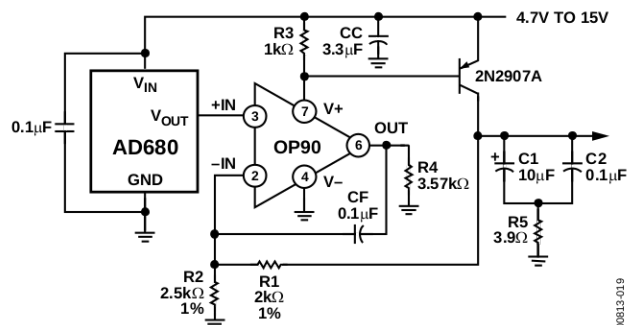 4.7V TO 15V
R3
1kΩ
CC
3.3µF
2N2907A
VIN
VOUT
AD680
GND
0.1µF
+IN
3
–IN
2
7
V+
OP90
4
V–
6
OUT
R4
3.57kΩ
CF
0.1µF
+
C1
10µF
C2
0.1µF
R5
3.9Ω
R2
2.5kΩ
1%
R1
2kΩ
1%